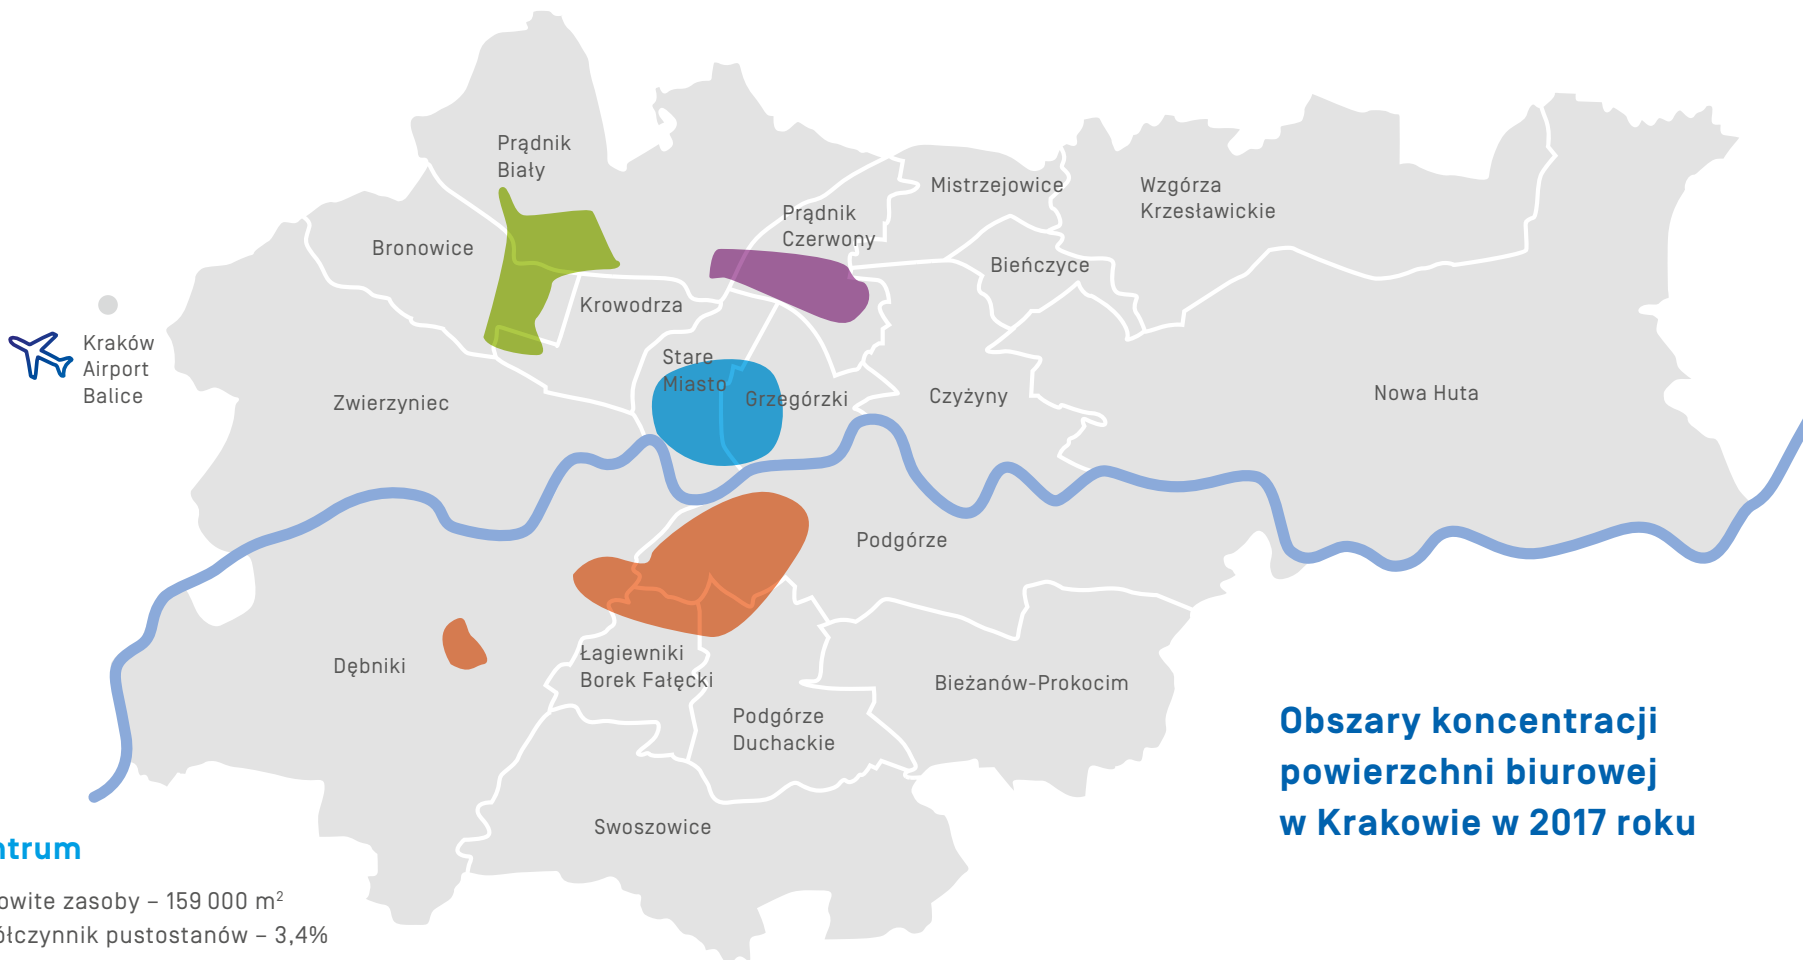 Prądnik
Biały
Mistrzejowice
Wzgórza
Krzesławickie
Prądnik
Czerwony
Bronowice
Bieńczyce
Krowodrza
Kraków
Airport
Balice
Stare
Miasto
Zwierzyniec
Grzegórzki
Czyżyny
Nowa Huta
Podgórze
Dębniki
Łagiewniki
Borek Fałęcki
Bieżanów-Prokocim
Podgórze
Duchackie
Swoszowice
Obszary koncentracji
powierzchni biurowej
w Krakowie w 2017 roku
ntrum
owite zasoby – 159 000 m²
ółczynnik pustostanów – 3,4%